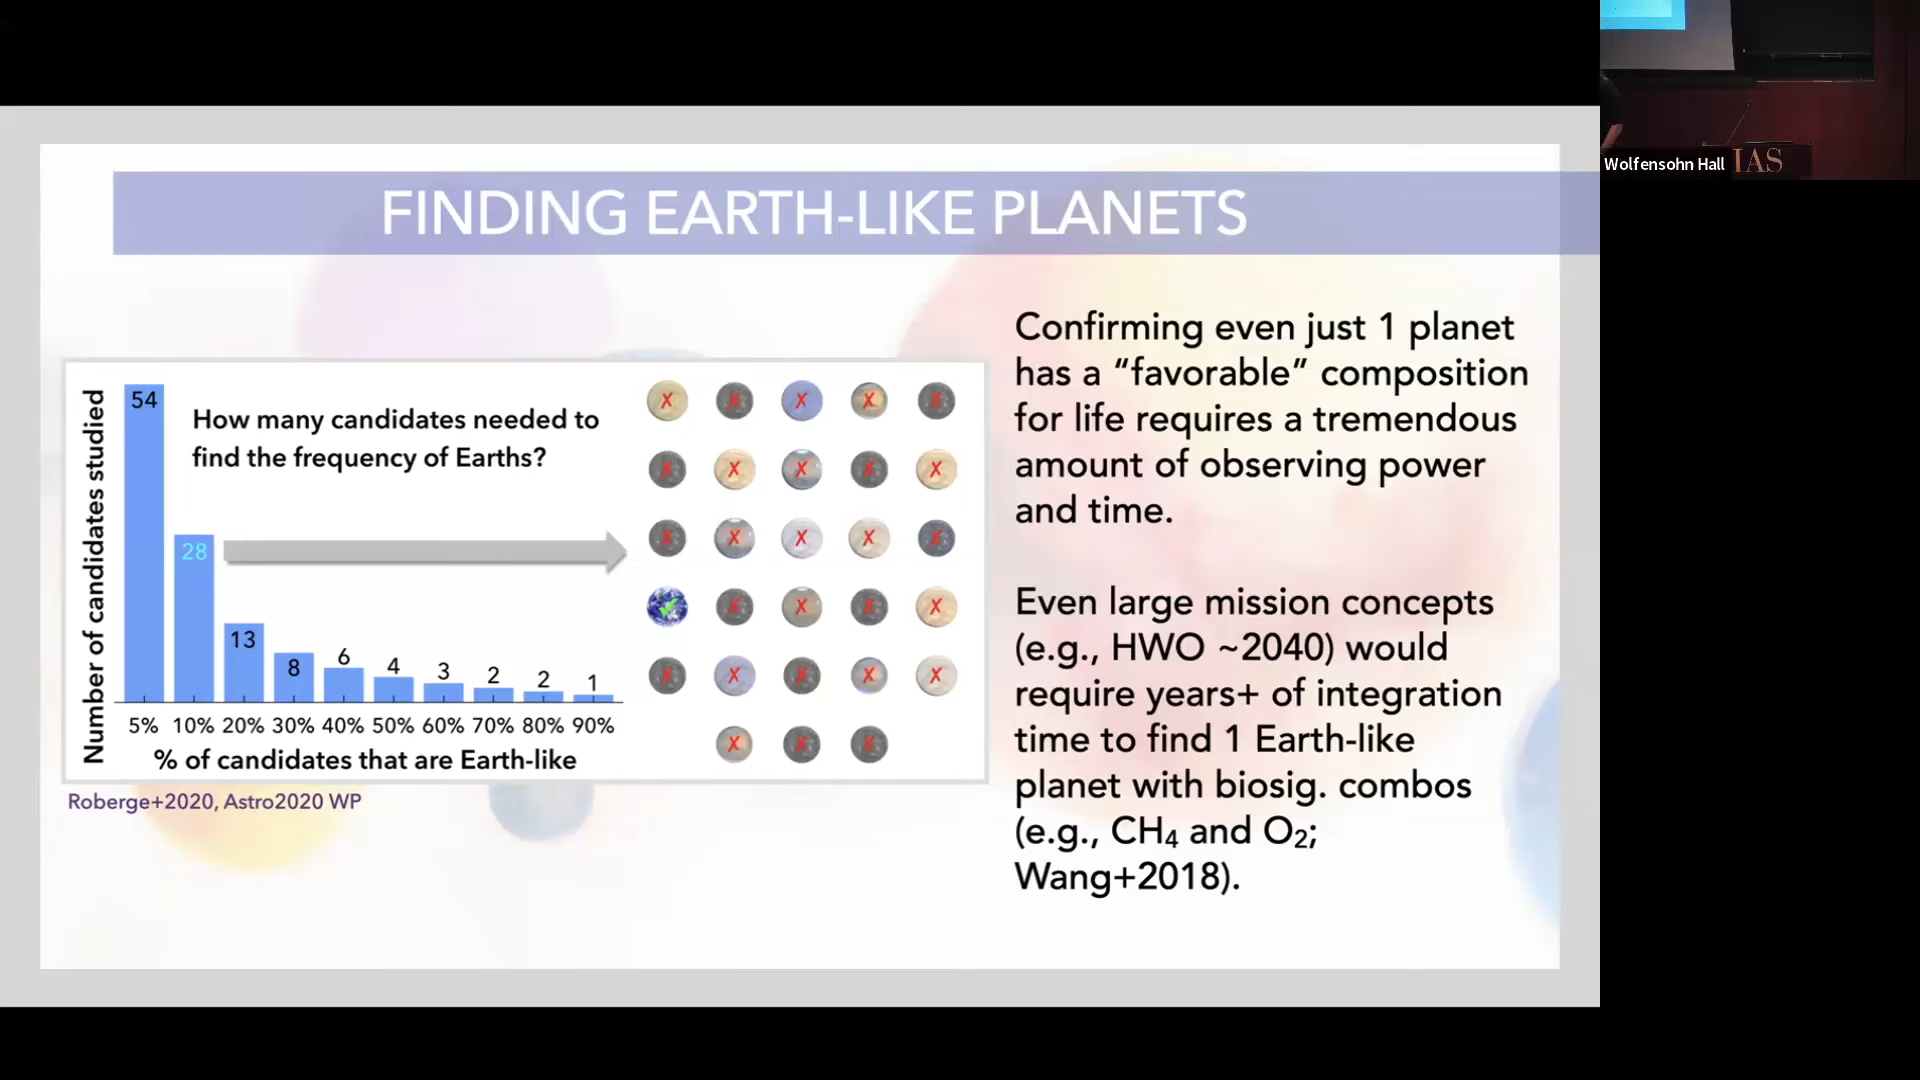 FINDING EARTH-LIKE PLANETS
Number of candidates studied
How many candidates needed to
find the frequency of Earths?
54
28
13
8
6
4
3
2
2
1
5% 10% 20% 30% 40% 50% 60% 70% 80% 90%
% of candidates that are Earth-like
Roberge+2020, Astro2020 WP
Confirming even just 1 planet
has a “favorable” composition
for life requires a tremendous
amount of observing power
and time.
Even large mission concepts
(e.g., HWO ~2040) would
require years+ of integration
time to find 1 Earth-like
planet with biosig. combos
(e.g., CH₄ and O₂;
Wang+2018).
Wolfensohn Hall
IAS